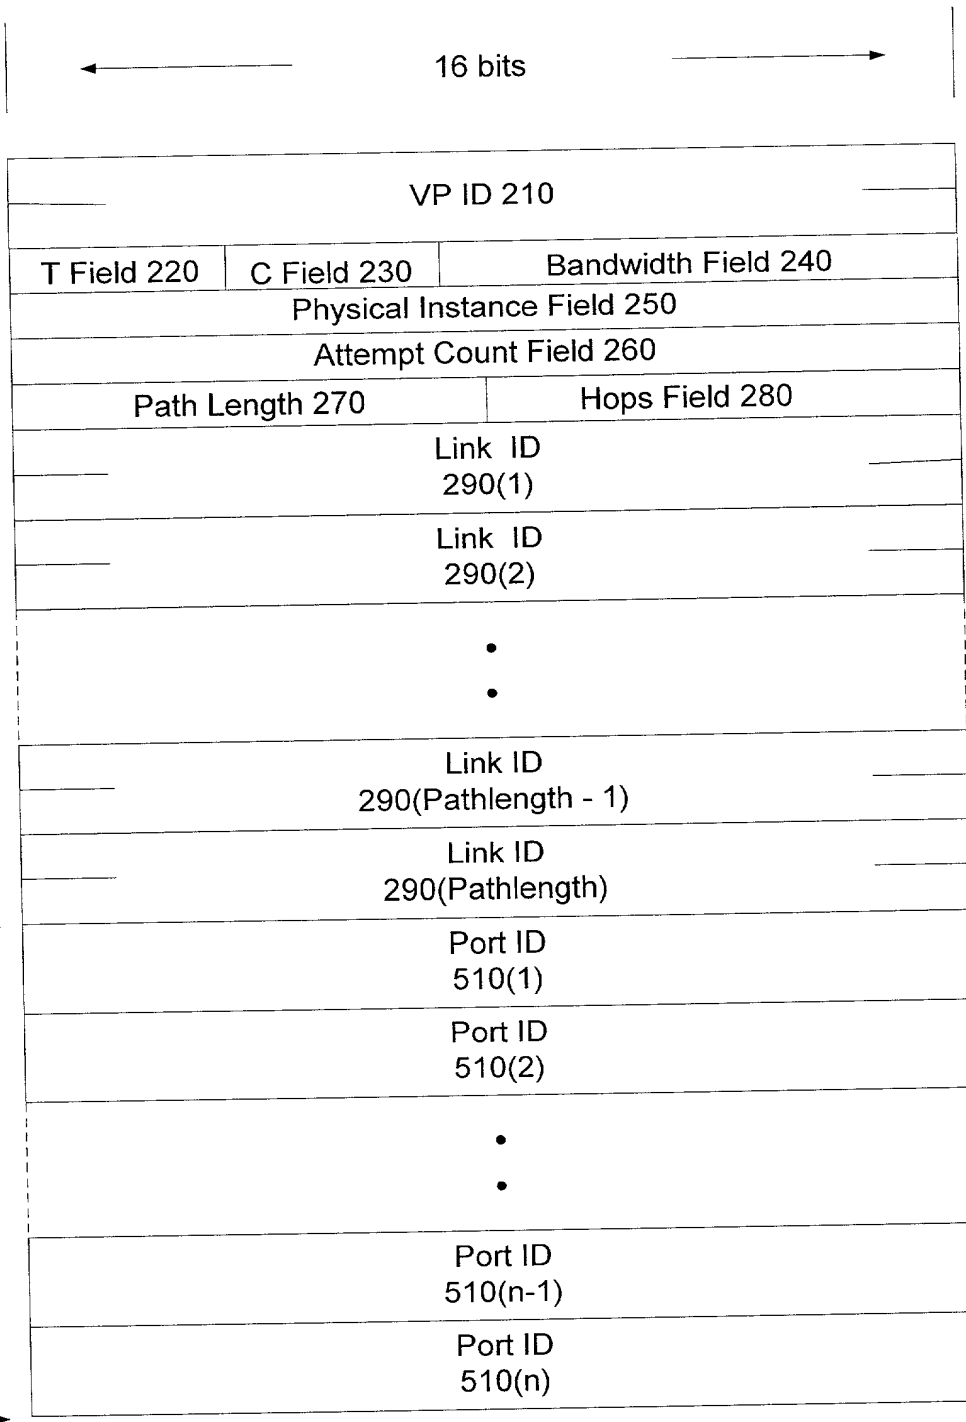 16 bits
VP ID 210
T Field 220 C Field 230 Bandwidth Field 240
Physical Instance Field 250
Attempt Count Field 260
Path Length 270 Hops Field 280
Link ID
290(1)
Link ID
290(2)
Link ID
290(Pathlength - 1)
Link ID
290(Pathlength)
Port ID
510(1)
Port ID
510(2)
Port ID
510(n-1)
Port ID
510(n)